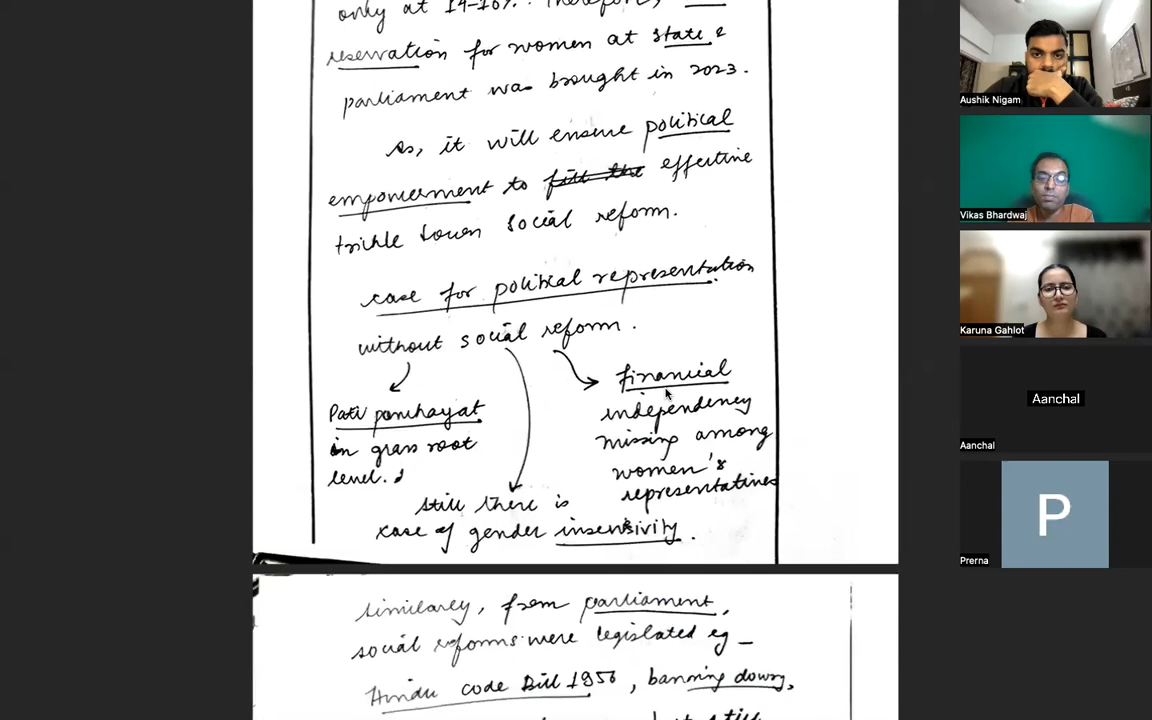 only at 14-16%. Therefore,
reservation for women at state &
parliament was brought in 2023.
As, it will ensure political
empowerment to effective
trickle down social reform.
case for political representation
without social reform.
Pati panchayat
in grass root
level.
financial
independency
missing among
women's
representatives
still there is
case of gender insensivity.
similarly, from parliament,
social reforms were legislated eg -
Hindu code Bill 1956, banning dowry,
still
Aushik Nigam
Vikas Bhardwaj
Karuna Gahlot
Aanchal
Aanchal
P
Prerna